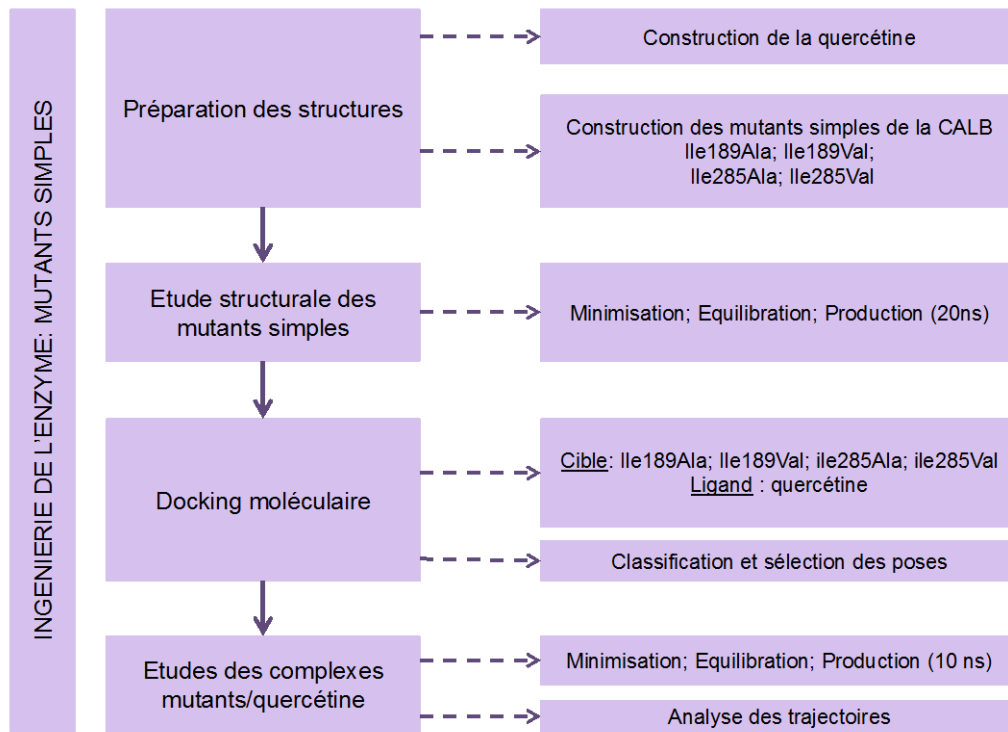 INGENIERIE DE L'ENZYME: MUTANTS SIMPLES
Préparation des structures
Construction de la quercétine
Construction des mutants simples de la CALB
Ile189Ala; Ile189Val;
Ile285Ala; Ile285Val
Etude structurale des
mutants simples
Minimisation; Equilibration; Production (20ns)
Docking moléculaire
Cible: Ile189Ala; Ile189Val; ile285Ala; ile285Val
Ligand : quercétine
Classification et sélection des poses
Etudes des complexes
mutants/quercétine
Minimisation; Equilibration; Production (10 ns)
Analyse des trajectoires